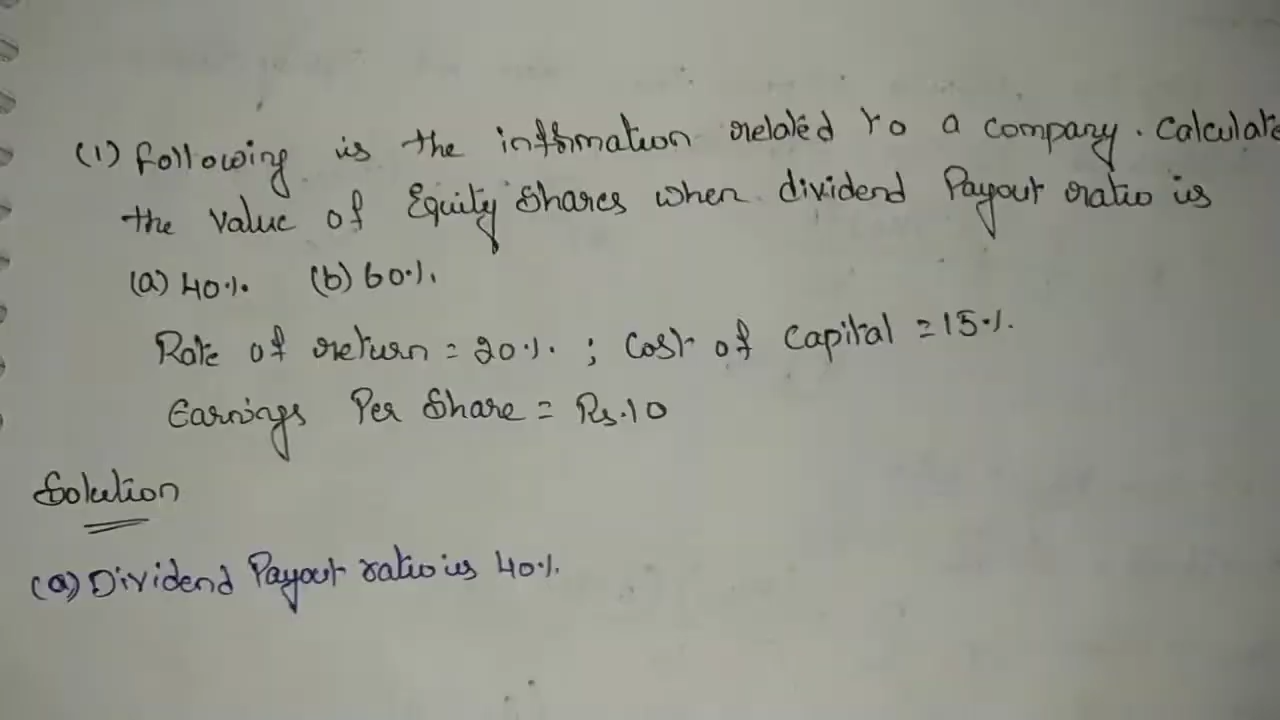 (1) Following is the information related to a company. Calculate
the value of Equity Shares when dividend Payout ratio is
(a) 40%. (b) 60%.
Rate of return = 20%. ; Cost of Capital = 15%.
Earnings Per Share = Rs.10
Solution
(a) Dividend Payout ratio is 40%.